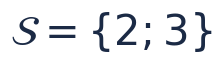 𝒮 = {2; 3}